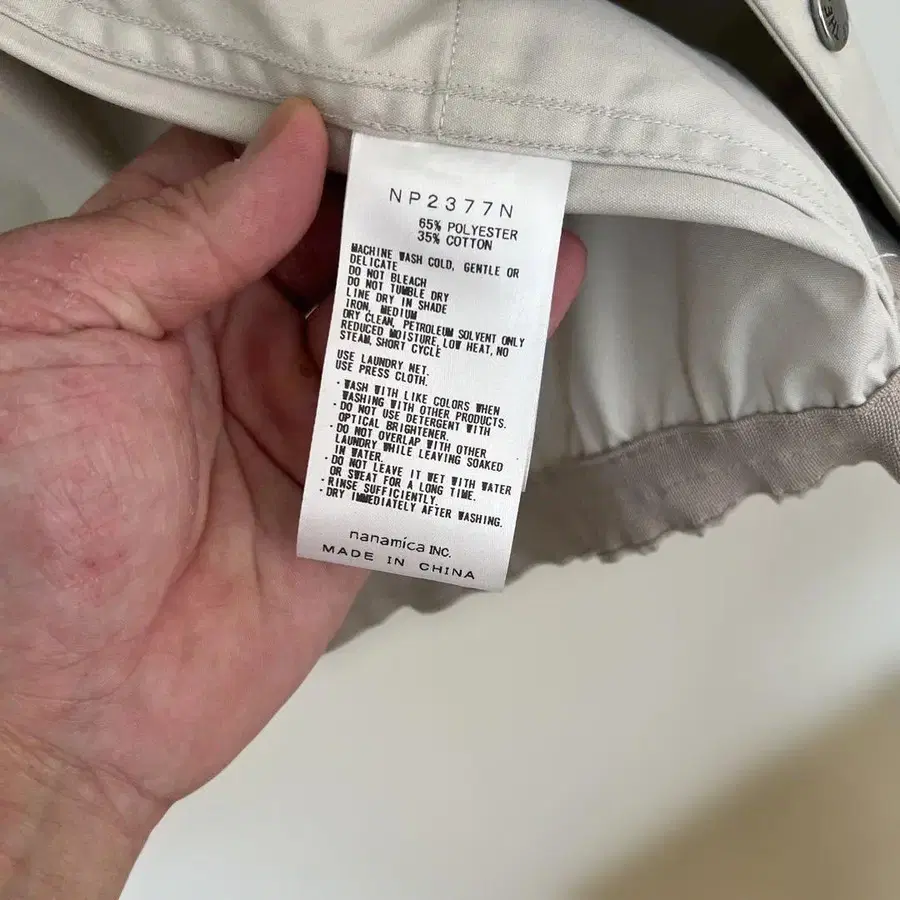 NP2377N
65% POLYESTER
35% COTTON
MACHINE WASH COLD, GENTLE OR
DELICATE
DO NOT BLEACH
DO NOT TUMBLE DRY
LINE DRY IN SHADE
IRON, MEDIUM
DRY CLEAN, PETROLEUM SOLVENT ONLY
REDUCED MOISTURE, LOW HEAT, NO
STEAM, SHORT CYCLE
USE LAUNDRY NET.
USE PRESS CLOTH.
・WASH WITH LIKE COLORS WHEN
WASHING WITH OTHER PRODUCTS.
・DO NOT USE DETERGENT WITH
OPTICAL BRIGHTENER.
・DO NOT OVERLAP WITH OTHER
LAUNDRY WHILE LEAVING SOAKED
IN WATER.
・DO NOT LEAVE IT WET WITH WATER
OR SWEAT FOR A LONG TIME.
・RINSE SUFFICIENTLY.
・DRY IMMEDIATELY AFTER WASHING.
nanamica INC.
MADE IN CHINA